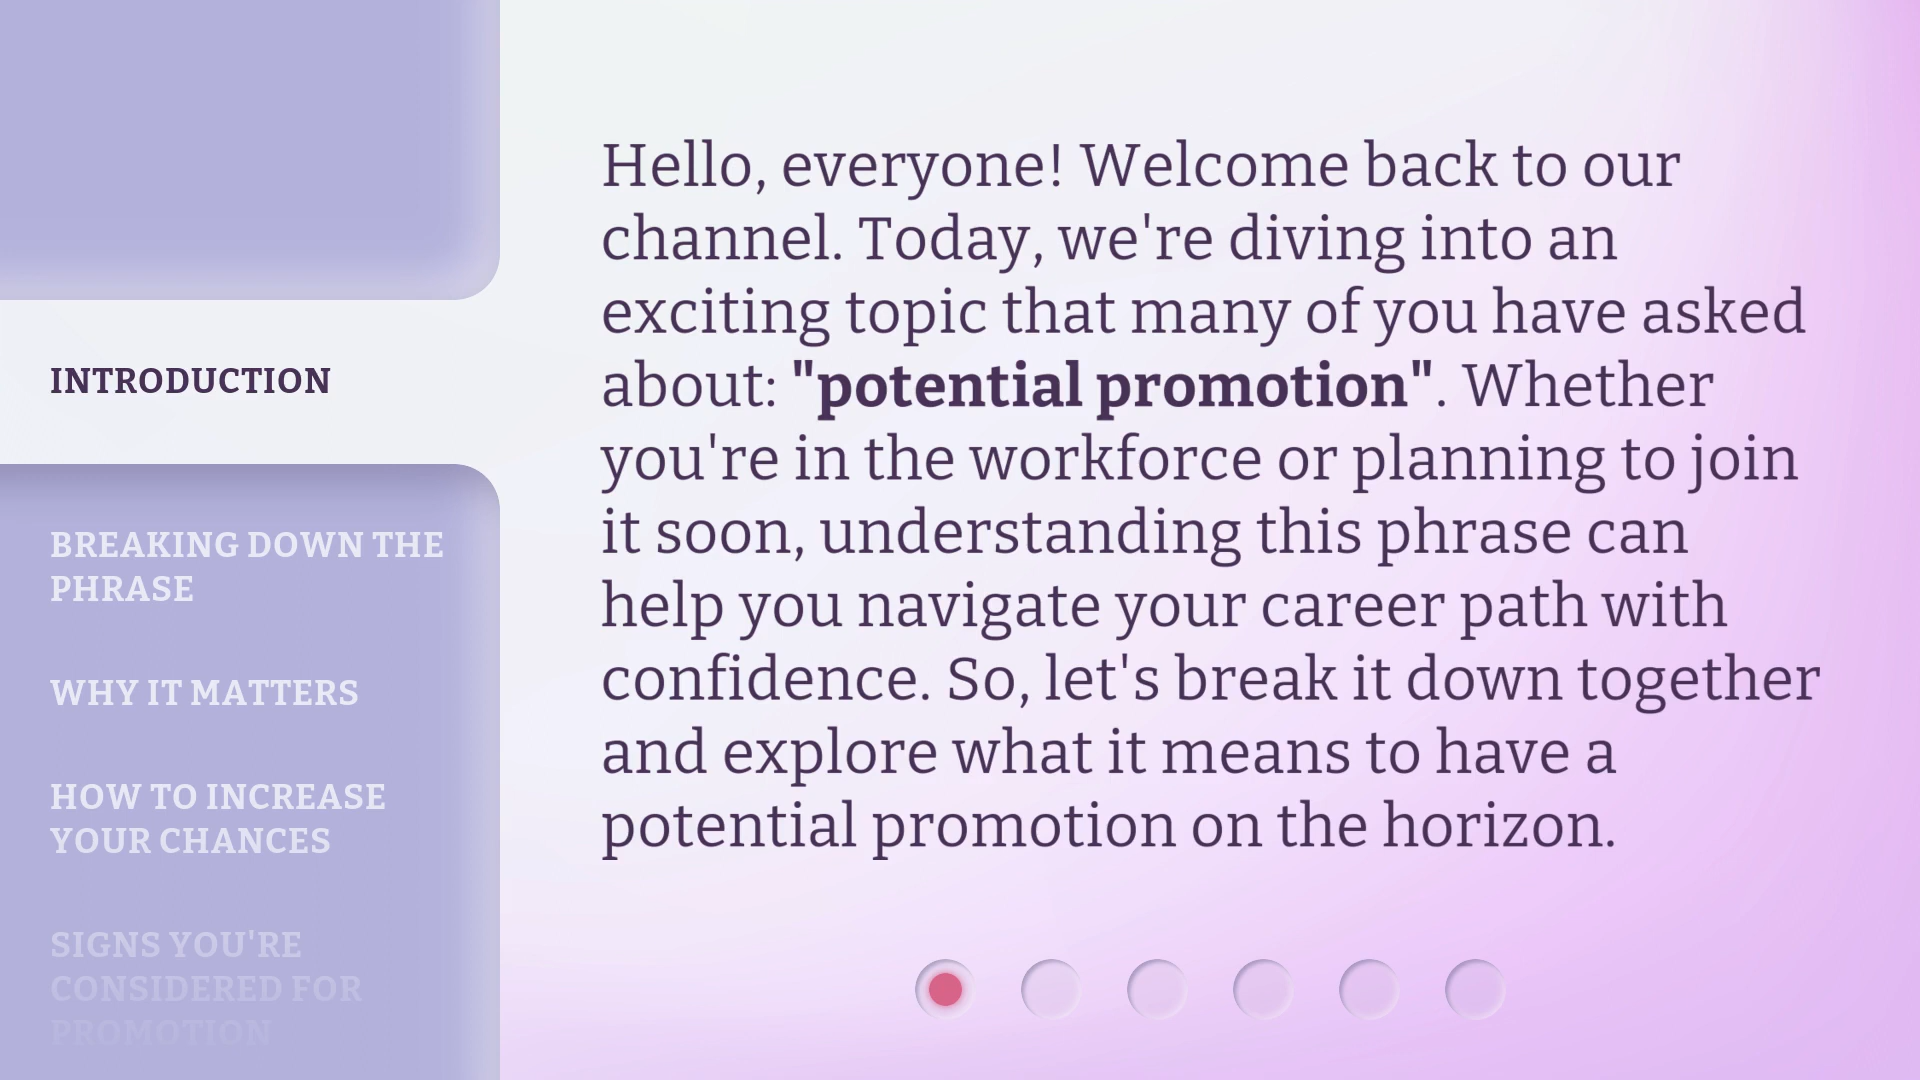 INTRODUCTION
BREAKING DOWN THE
PHRASE
WHY IT MATTERS
HOW TO INCREASE
YOUR CHANCES
SIGNS YOU'RE
CONSIDERED FOR
PROMOTION
Hello, everyone! Welcome back to our
channel. Today, we're diving into an
exciting topic that many of you have asked
about: "potential promotion". Whether
you're in the workforce or planning to join
it soon, understanding this phrase can
help you navigate your career path with
confidence. So, let's break it down together
and explore what it means to have a
potential promotion on the horizon.